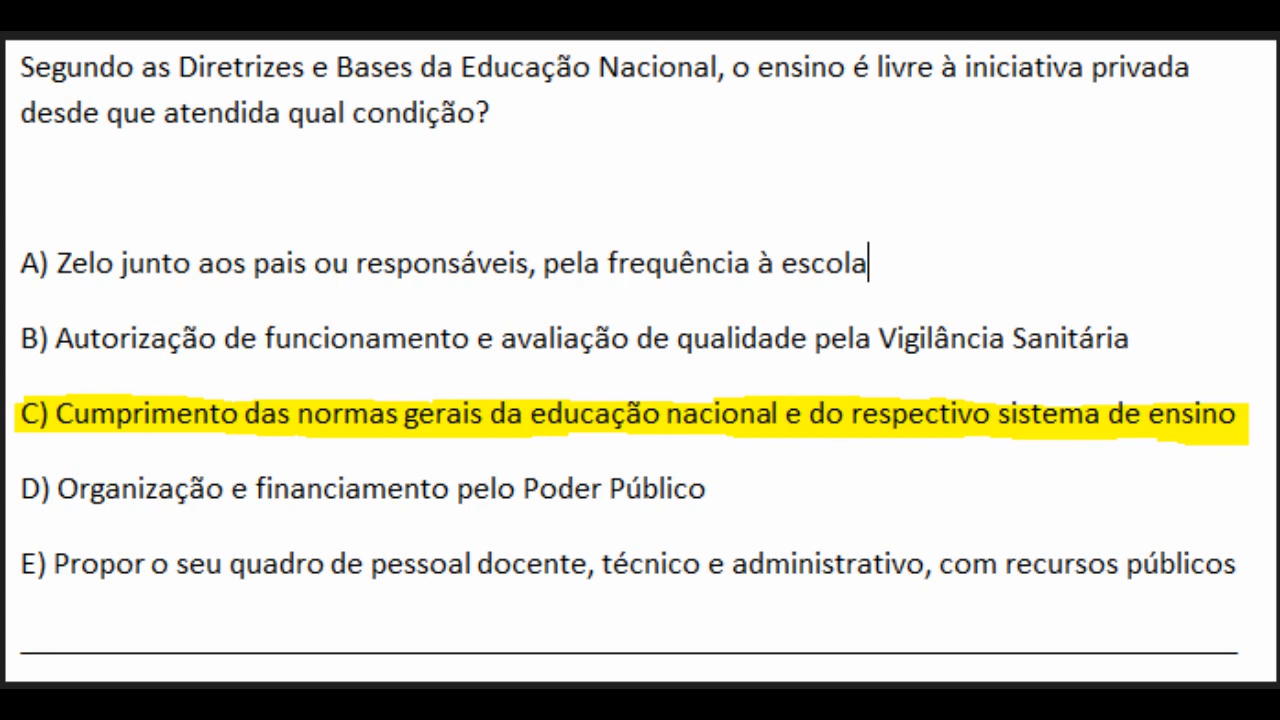 Segundo as Diretrizes e Bases da Educação Nacional, o ensino é livre à iniciativa privada
desde que atendida qual condição?
A) Zelo junto aos pais ou responsáveis, pela frequência à escola
B) Autorização de funcionamento e avaliação de qualidade pela Vigilância Sanitária
C) Cumprimento das normas gerais da educação nacional e do respectivo sistema de ensino
D) Organização e financiamento pelo Poder Público
E) Propor o seu quadro de pessoal docente, técnico e administrativo, com recursos públicos